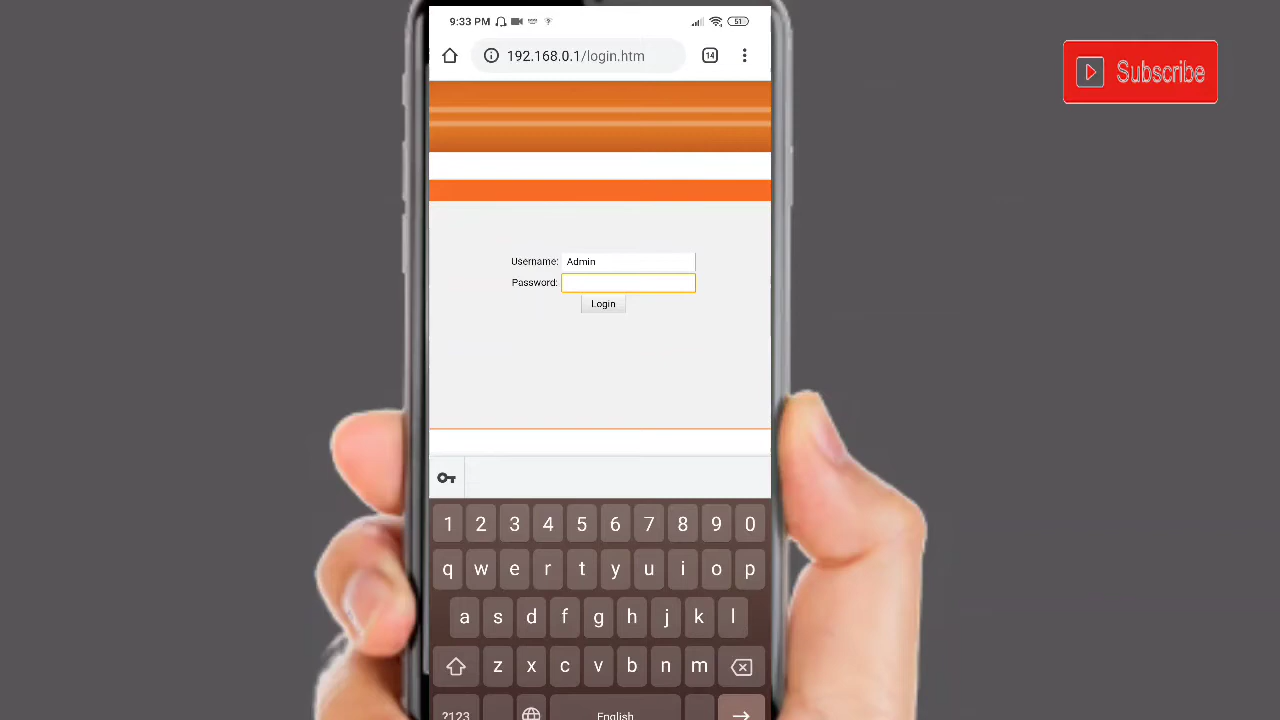 9:33 PM
51
192.168.0.1/login.htm
14
Subscribe
Username: Admin
Password:
Login
1 2 3 4 5 6 7 8 9 0
q w e r t y u i o p
a s d f g h j k l
z x c v b n m
?123 English